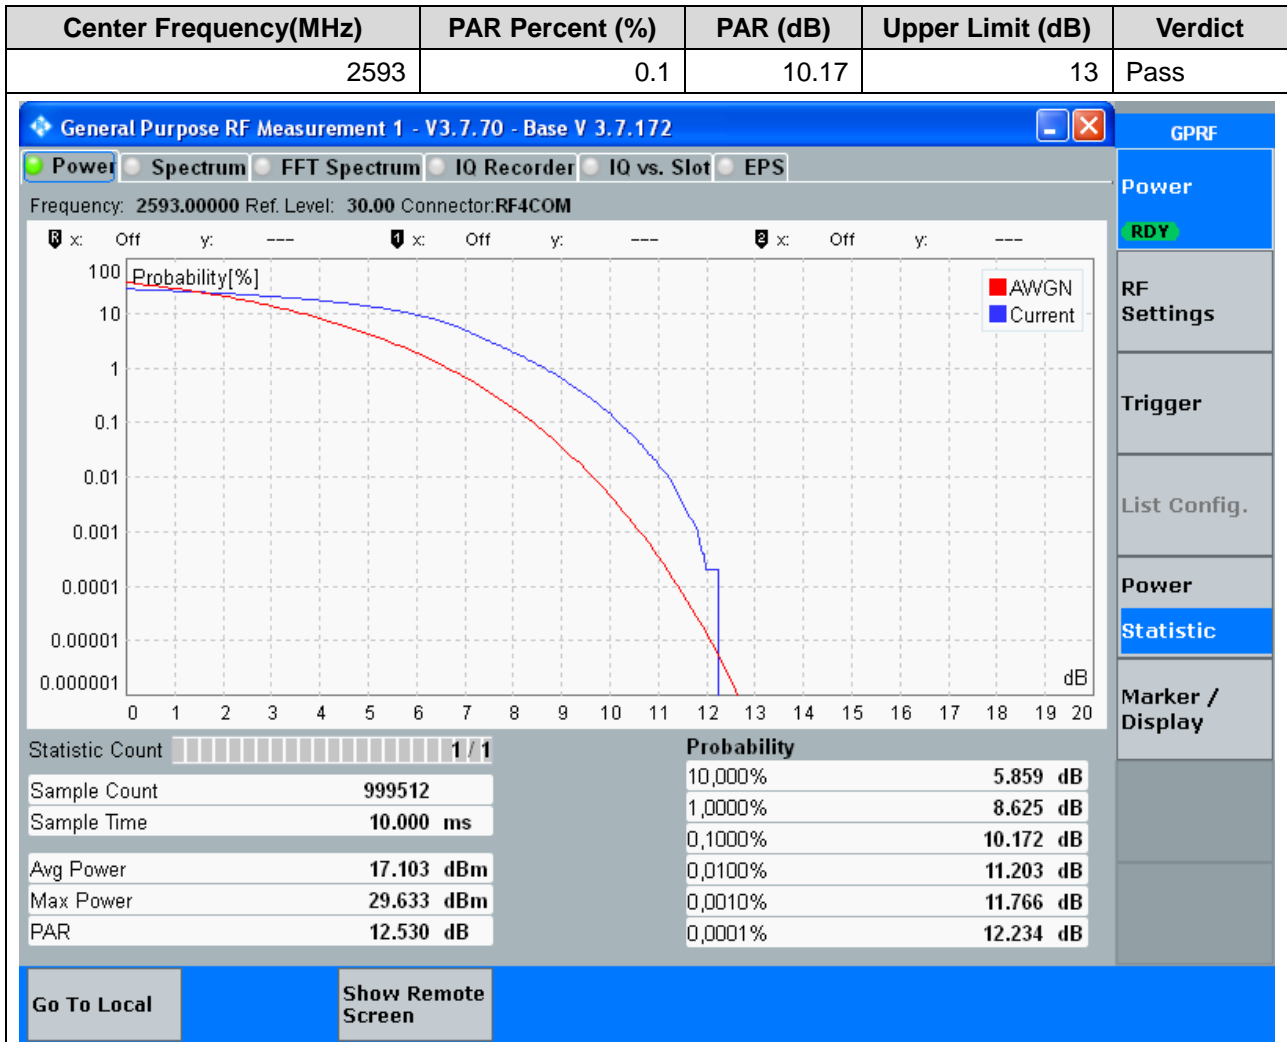 Center Frequency(MHz) PAR Percent (%) PAR (dB) Upper Limit (dB) Verdict
2593 0.1 10.17 13 Pass
General Purpose RF Measurement 1 - V3.7.70 - Base V 3.7.172
GPRF
Power Spectrum FFT Spectrum IQ Recorder IQ vs. Slot EPS
Frequency: 2593.00000 Ref. Level: 30.00 Connector:RF4COM
R x: Off y: --- 1 x: Off y: --- 2 x: Off y: ---
Probability[%]
AWGN
Current
100
10
1
0.1
0.01
0.001
0.0001
0.00001
0.000001
dB
0 1 2 3 4 5 6 7 8 9 10 11 12 13 14 15 16 17 18 19 20
Statistic Count 1 / 1
Sample Count 999512
Sample Time 10.000 ms
Avg Power 17.103 dBm
Max Power 29.633 dBm
PAR 12.530 dB
Probability
10,000% 5.859 dB
1,0000% 8.625 dB
0,1000% 10.172 dB
0,0100% 11.203 dB
0,0010% 11.766 dB
0,0001% 12.234 dB
Power
RDY
RF
Settings
Trigger
List Config.
Power
Statistic
Marker /
Display
Go To Local
Show Remote
Screen